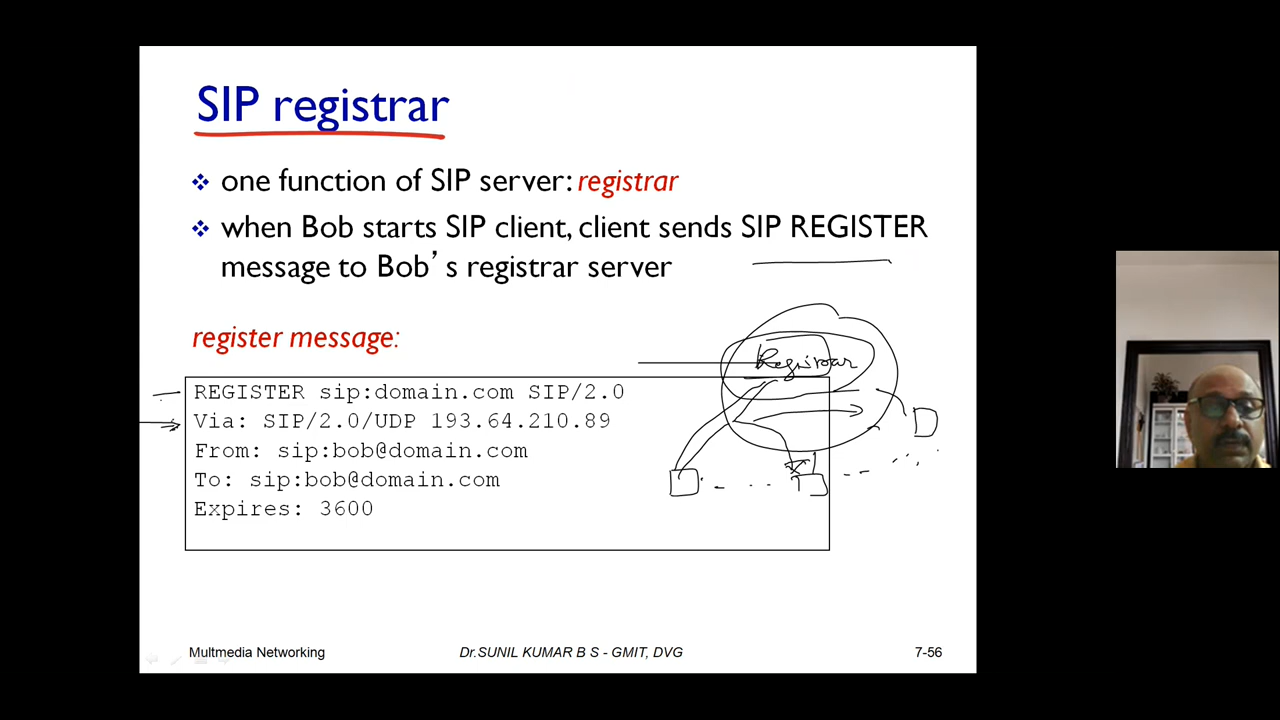 SIP registrar
❖ one function of SIP server: registrar
❖ when Bob starts SIP client, client sends SIP REGISTER
message to Bob’s registrar server
register message:
Registrar
REGISTER sip:domain.com SIP/2.0
Via: SIP/2.0/UDP 193.64.210.89
From: sip:bob@domain.com
To: sip:bob@domain.com
Expires: 3600
Multmedia Networking
Dr.SUNIL KUMAR B S - GMIT, DVG
7-56